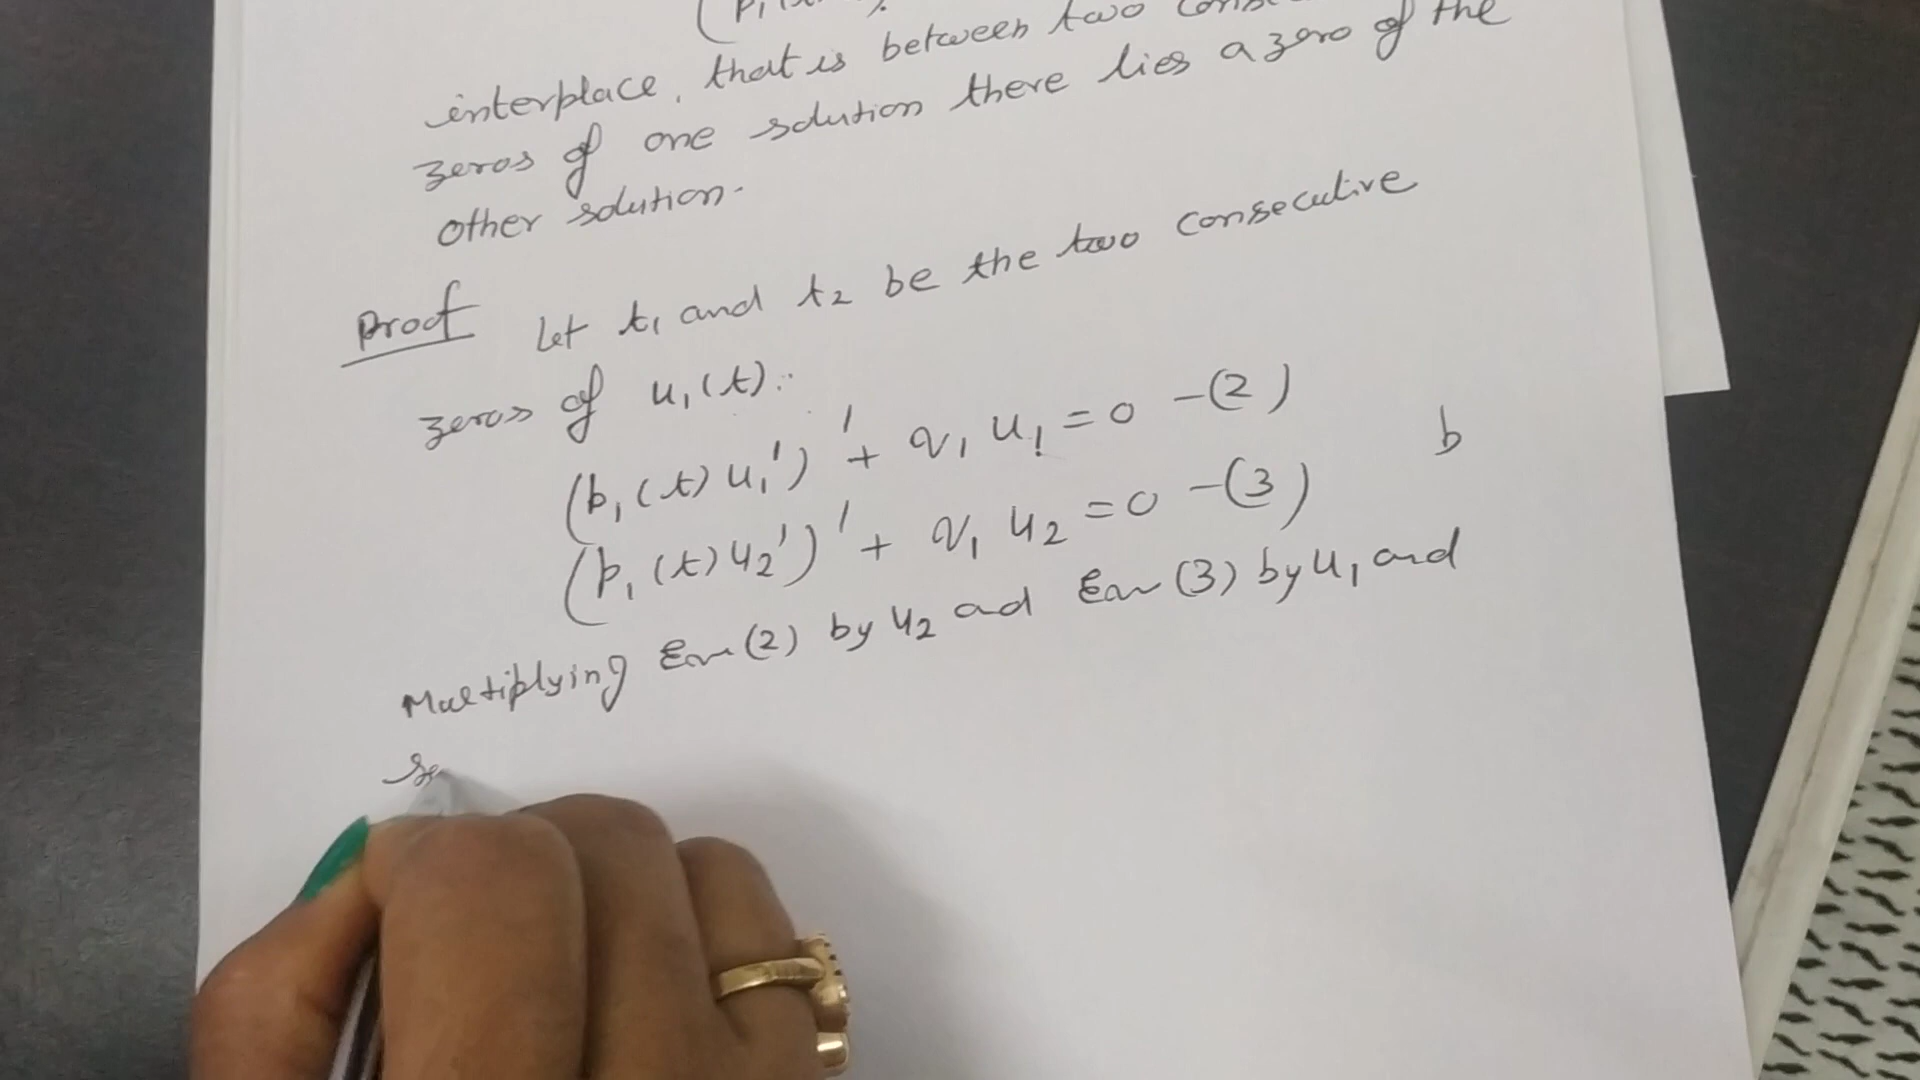 interplace, that is between two
zeros of one solution there lies a zero of the
other solution.
Proof Let t₁ and t₂ be the two consecutive
zeros of u₁(t).
(p₁(t) u₁')' + q₁ u₁ = 0 -(2)
b
(p₁(t) u₂')' + q₁ u₂ = 0 -(3)
Multiplying Eqn (2) by u₂ and Eqn (3) by u₁ and